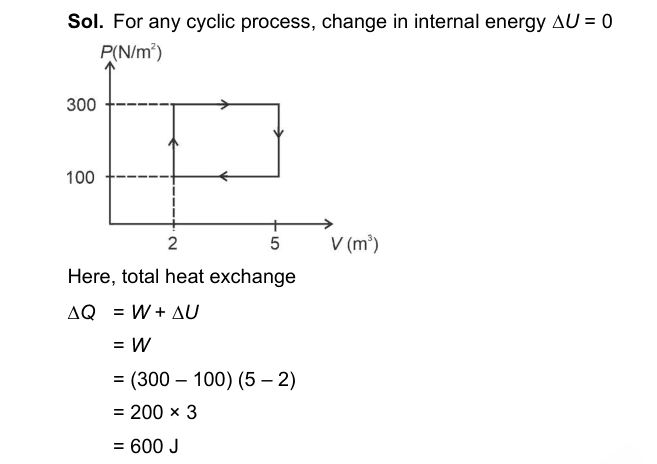 Sol. For any cyclic process, change in internal energy ΔU = 0
P(N/m²)
300
100
2 5 V (m³)
Here, total heat exchange
ΔQ = W + ΔU
= W
= (300 – 100) (5 – 2)
= 200 × 3
= 600 J